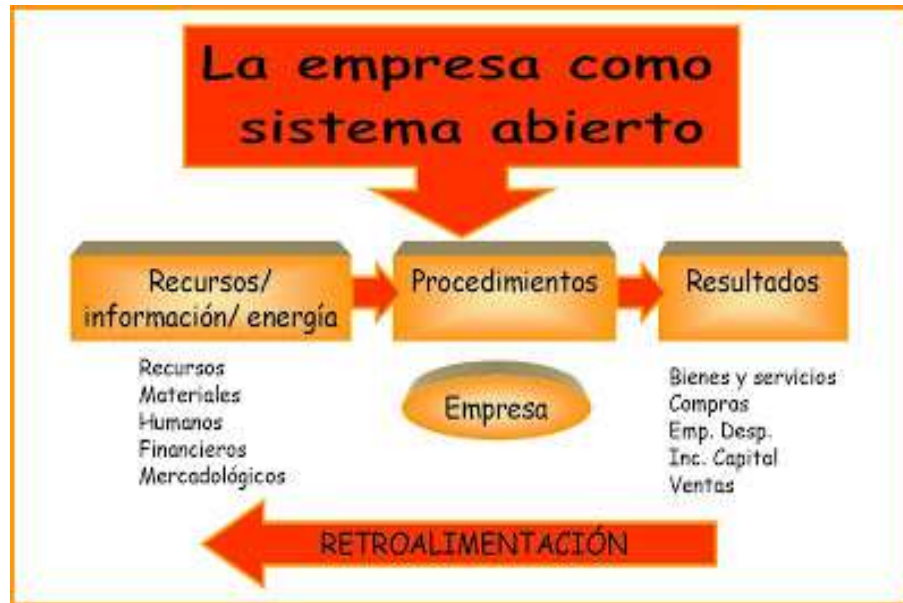 La empresa como
sistema abierto
Recursos/
información/ energía
Procedimientos
Resultados
Recursos
Materiales
Humanos
Financieros
Mercadológicos
Empresa
Bienes y servicios
Compras
Emp. Desp.
Inc. Capital
Ventas
RETROALIMENTACIÓN